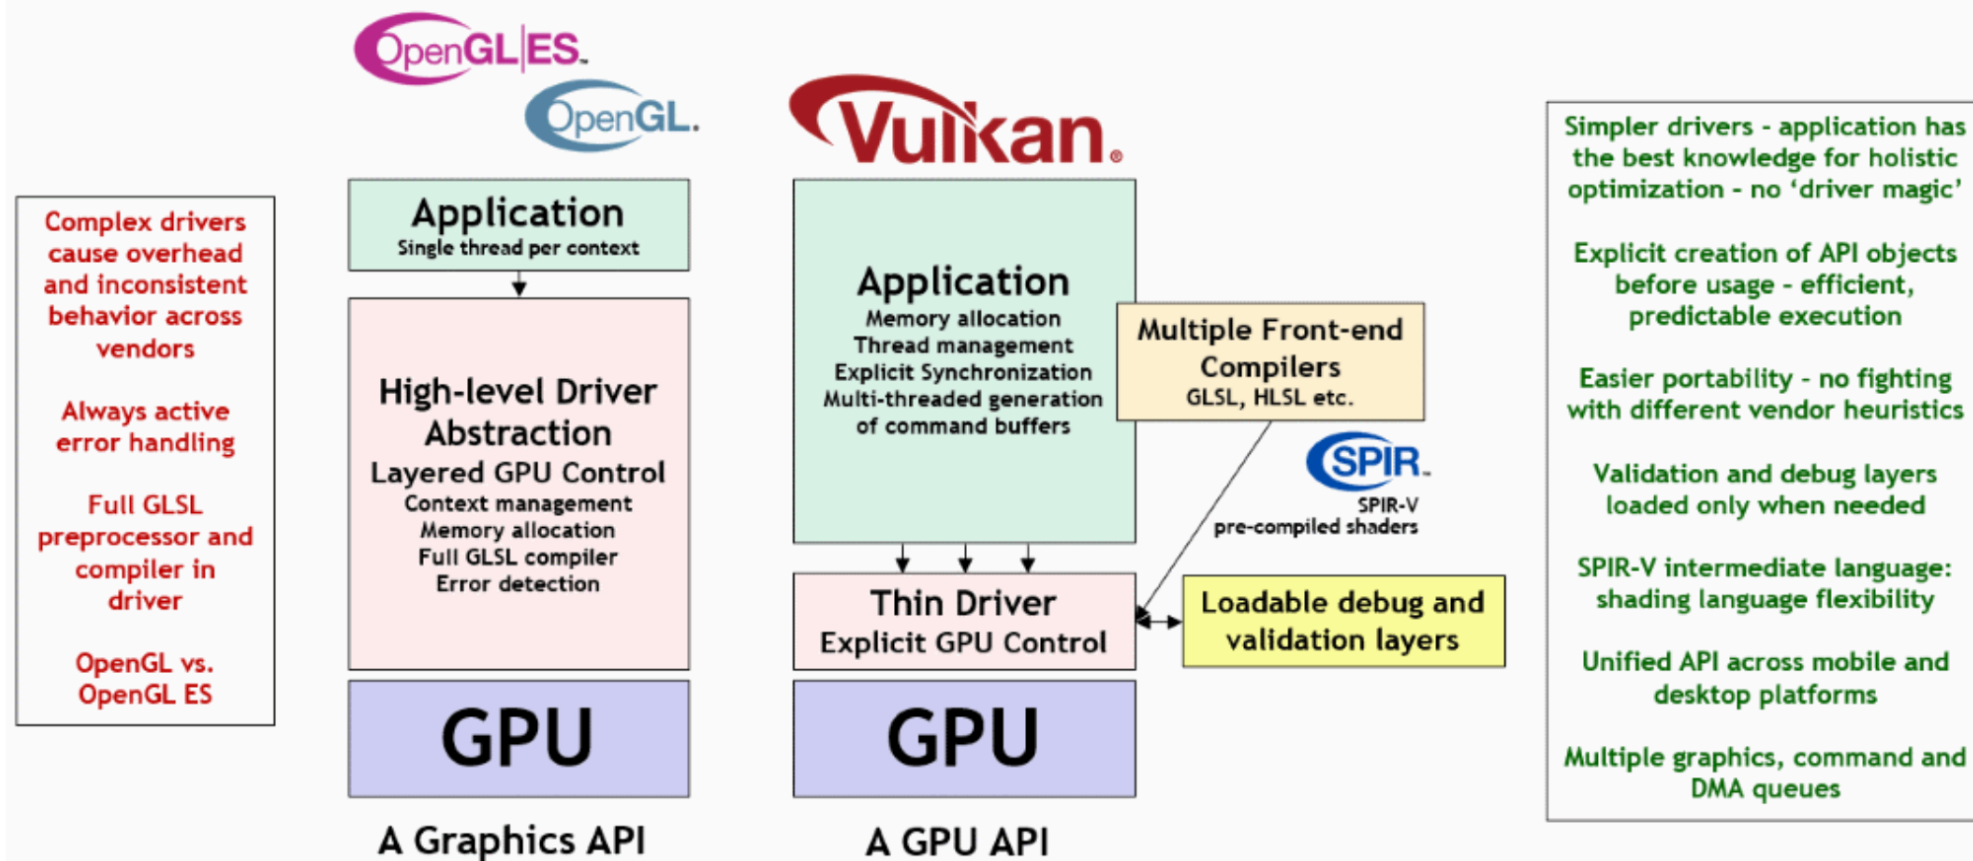 OpenGL|ES™
OpenGL®
Vulkan®
Complex drivers
cause overhead
and inconsistent
behavior across
vendors
Always active
error handling
Full GLSL
preprocessor and
compiler in
driver
OpenGL vs.
OpenGL ES
Application
Single thread per context
High-level Driver
Abstraction
Layered GPU Control
Context management
Memory allocation
Full GLSL compiler
Error detection
GPU
A Graphics API
Application
Memory allocation
Thread management
Explicit Synchronization
Multi-threaded generation
of command buffers
Thin Driver
Explicit GPU Control
GPU
A GPU API
Multiple Front-end
Compilers
GLSL, HLSL etc.
SPIR™
SPIR-V
pre-compiled shaders
Loadable debug and
validation layers
Simpler drivers - application has
the best knowledge for holistic
optimization - no ‘driver magic’
Explicit creation of API objects
before usage - efficient,
predictable execution
Easier portability - no fighting
with different vendor heuristics
Validation and debug layers
loaded only when needed
SPIR-V intermediate language:
shading language flexibility
Unified API across mobile and
desktop platforms
Multiple graphics, command and
DMA queues